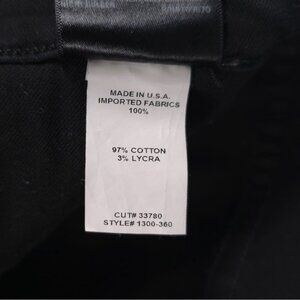 MADE IN U.S.A.
IMPORTED FABRICS
100%
97% COTTON
3% LYCRA
CUT# 33780
STYLE# 1300-360